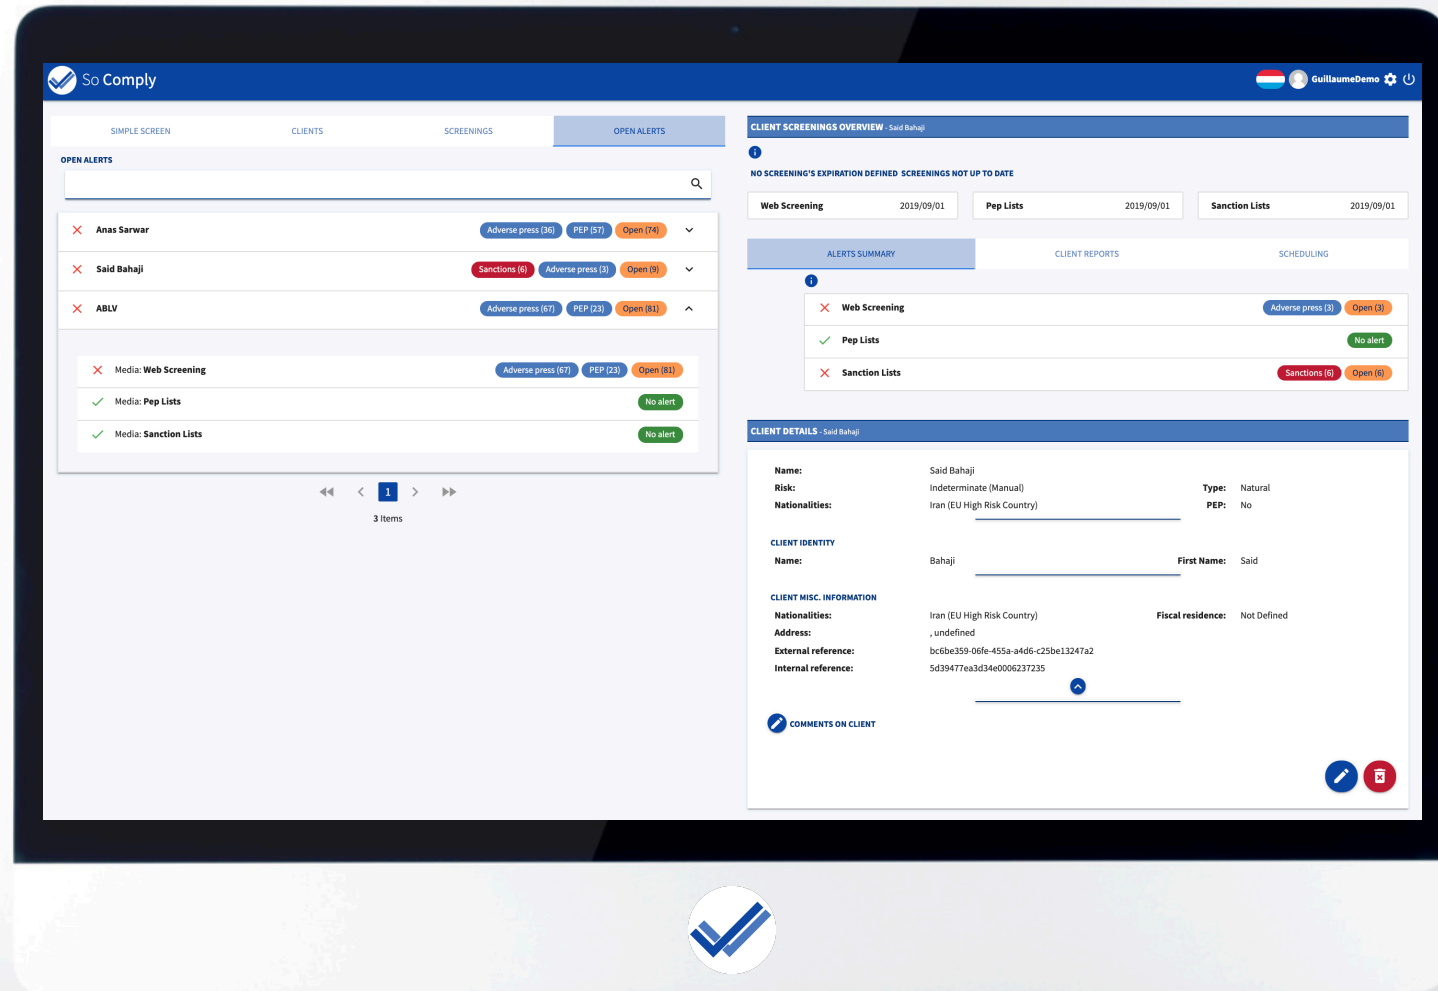 So Comply
GuillaumeDemo
SIMPLE SCREEN CLIENTS SCREENINGS OPEN ALERTS
OPEN ALERTS
Anas Sarwar Adverse press (36) PEP (57) Open (74)
Said Bahaji Sanctions (6) Adverse press (3) Open (9)
ABLV Adverse press (67) PEP (23) Open (81)
Media: Web Screening Adverse press (67) PEP (23) Open (81)
Media: Pep Lists No alert
Media: Sanction Lists No alert
1
3 Items
CLIENT SCREENINGS OVERVIEW - Said Bahaji
NO SCREENING'S EXPIRATION DEFINED SCREENINGS NOT UP TO DATE
Web Screening 2019/09/01 Pep Lists 2019/09/01 Sanction Lists 2019/09/01
ALERTS SUMMARY CLIENT REPORTS SCHEDULING
Web Screening Adverse press (3) Open (3)
Pep Lists No alert
Sanction Lists Sanctions (6) Open (6)
CLIENT DETAILS - Said Bahaji
Name: Said Bahaji
Risk: Indeterminate (Manual) Type: Natural
Nationalities: Iran (EU High Risk Country) PEP: No
CLIENT IDENTITY
Name: Bahaji First Name: Said
CLIENT MISC. INFORMATION
Nationalities: Iran (EU High Risk Country) Fiscal residence: Not Defined
Address: , undefined
External reference: bc6be359-06fe-455a-a4d6-c25be13247a2
Internal reference: 5d39477ea3d34e0006237235
COMMENTS ON CLIENT